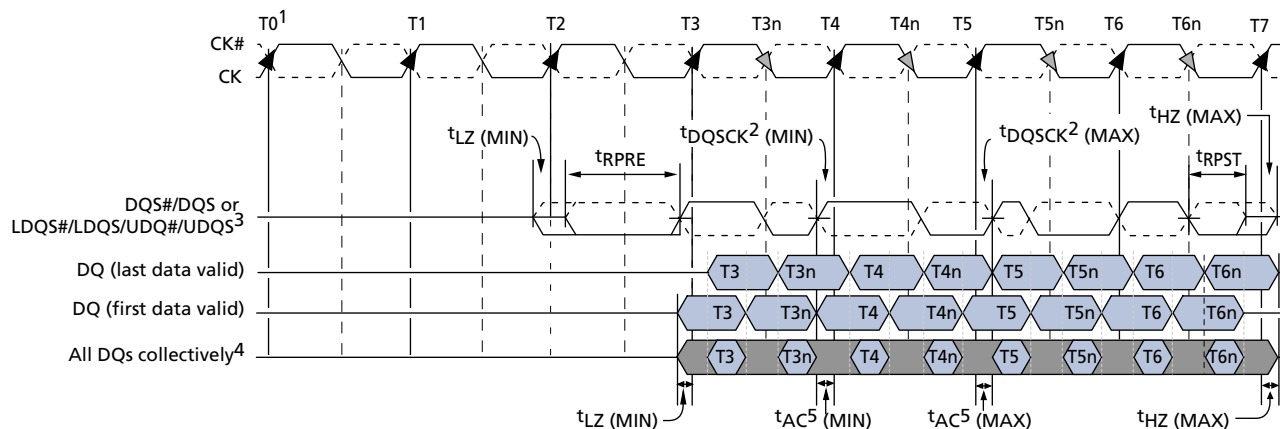 T0¹ T1 T2 T3 T3n T4 T4n T5 T5n T6 T6n T7
CK#
CK
tHZ (MAX)
tLZ (MIN) tDQSCK² (MIN) tDQSCK² (MAX)
tRPRE tRPST
DQS#/DQS or
LDQS#/LDQS/UDQ#/UDQS³
DQ (last data valid) T3 T3n T4 T4n T5 T5n T6 T6n
DQ (first data valid) T3 T3n T4 T4n T5 T5n T6 T6n
All DQs collectively⁴ T3 T3n T4 T4n T5 T5n T6 T6n
tLZ (MIN) tAC⁵ (MIN) tAC⁵ (MAX) tHZ (MAX)